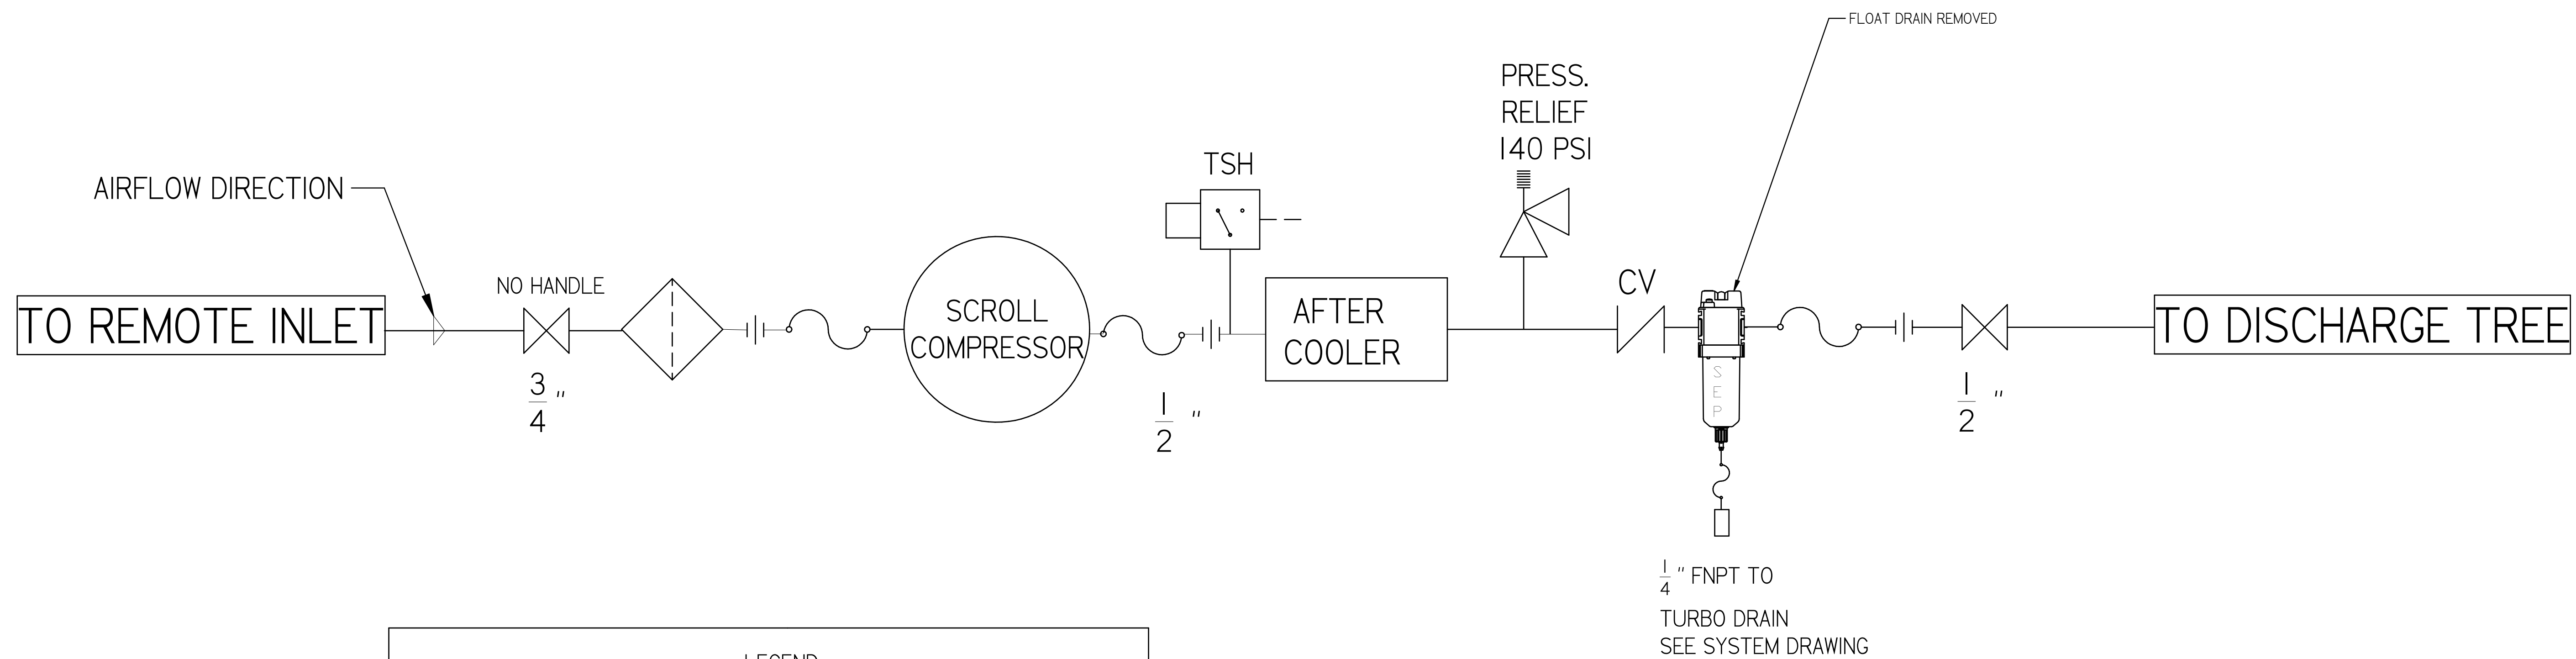 FLOAT DRAIN REMOVED
PRESS.
RELIEF
140 PSI
TSH
AIRFLOW DIRECTION
NO HANDLE
CV
TO REMOTE INLET
SCROLL
COMPRESSOR
AFTER
COOLER
TO DISCHARGE TREE
S
E
P
3/4 "
1/2 "
1/2 "
1/4 " FNPT TO
TURBO DRAIN
SEE SYSTEM DRAWING